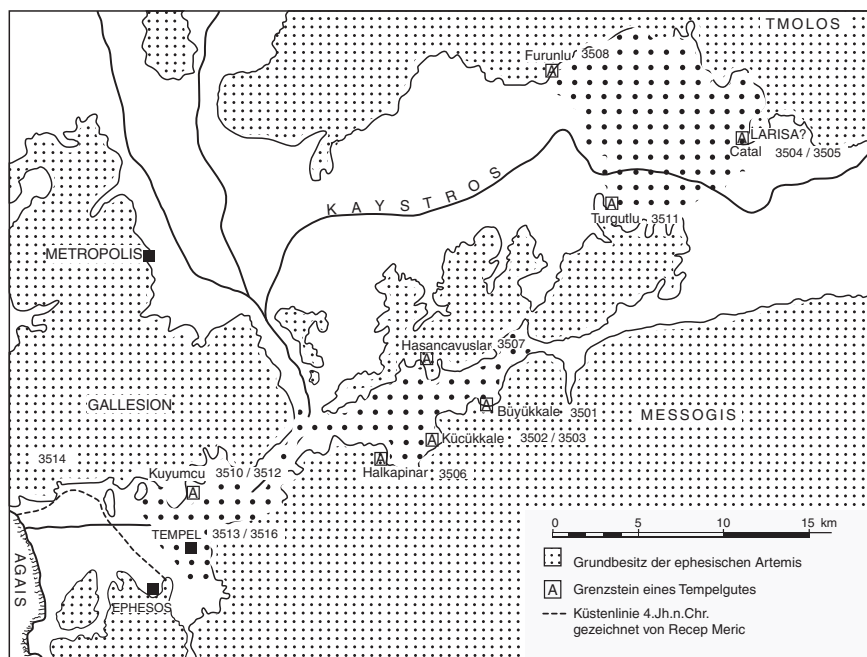 TMOLOS
Furunlu 3508
A
LARISA?
A
Catal 3504 / 3505
KAYSTROS
A
Turgutlu 3511
METROPOLIS
Hasancavuslar 3507
A
GALLESION
A
Büyükkale 3501
MESSOGIS
A
Kücükkale 3502 / 3503
3514
A
Halkapinar 3506
Kuyumcu 3510 / 3512
A
TEMPEL 3513 / 3516
AGAIS
EPHESOS
0 5 10 15 km
Grundbesitz der ephesischen Artemis
A Grenzstein eines Tempelgutes
Küstenlinie 4.Jh.n.Chr.
gezeichnet von Recep Meric